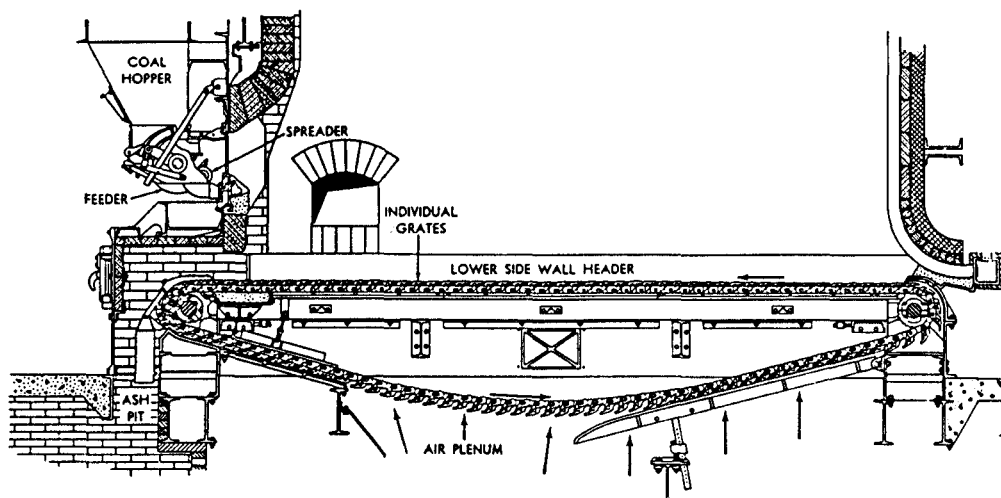 COAL
HOPPER
SPREADER
FEEDER
INDIVIDUAL
GRATES
LOWER SIDE WALL HEADER
ASH
PIT
AIR PLENUM